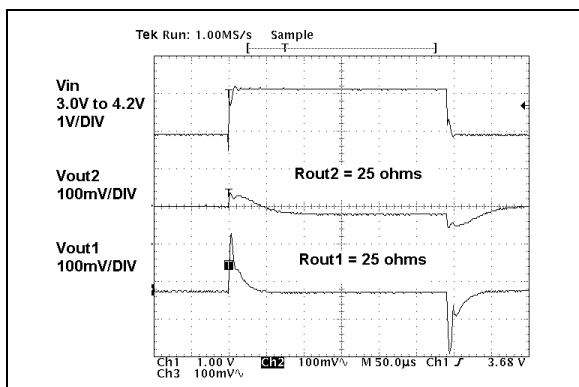 Tek Run: 1.00MS/s Sample
Vin
3.0V to 4.2V
1V/DIV
Vout2
100mV/DIV
Rout2 = 25 ohms
Vout1
100mV/DIV
Rout1 = 25 ohms
T
Ch1 1.00 V Ch2 100mV∿ M 50.0µs Ch1 ∫ 3.68 V
Ch3 100mV∿